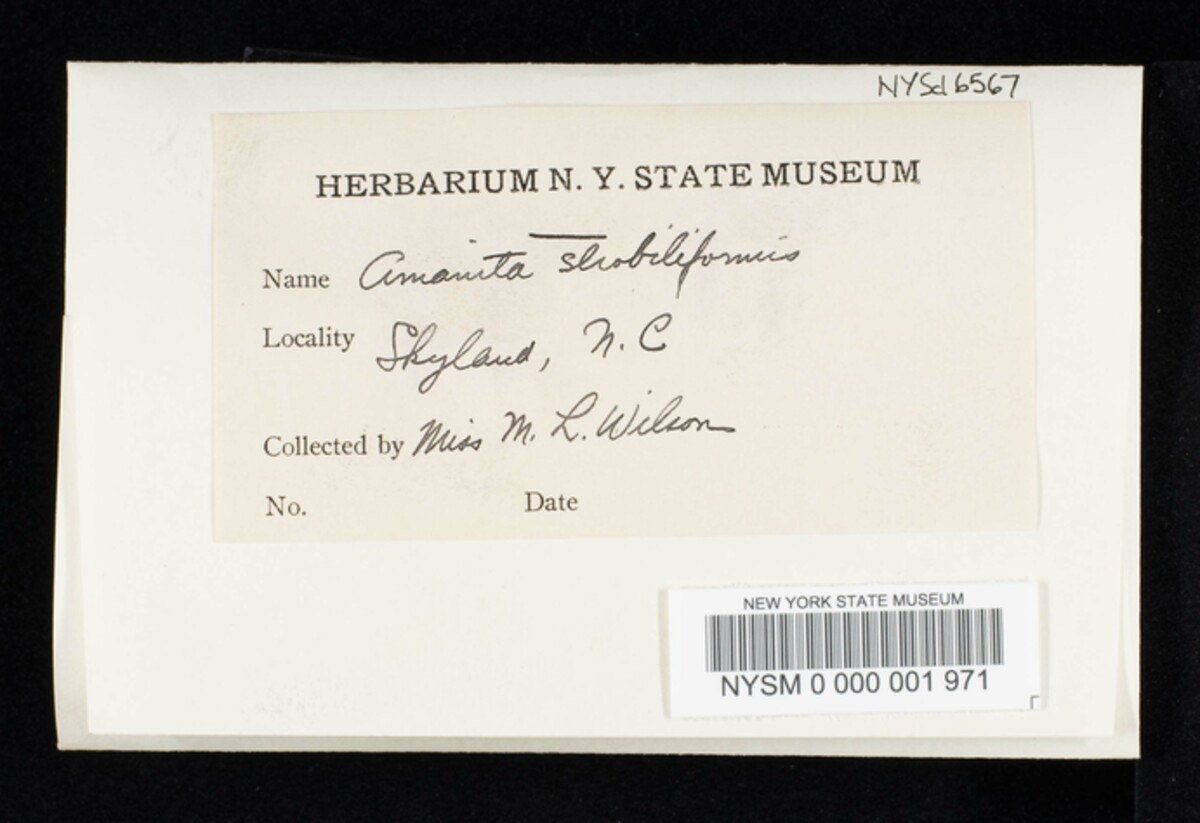 NYSd6567
HERBARIUM N. Y. STATE MUSEUM
Name Amanita strobiliformis
Locality Skyland, N. C
Collected by Miss M. L. Wilson
No. Date
NEW YORK STATE MUSEUM
NYSM 0 000 001 971